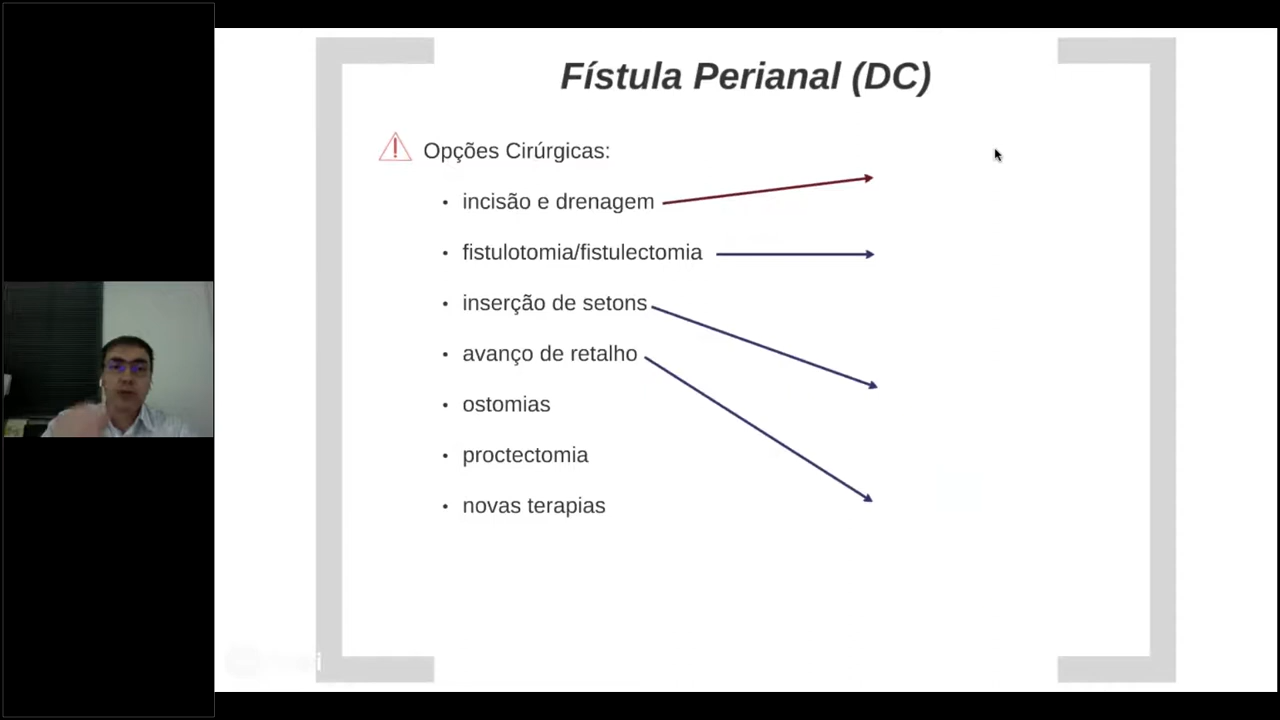 Fístula Perianal (DC)
Opções Cirúrgicas:
• incisão e drenagem
• fistulotomia/fistulectomia
• inserção de setons
• avanço de retalho
• ostomias
• proctectomia
• novas terapias